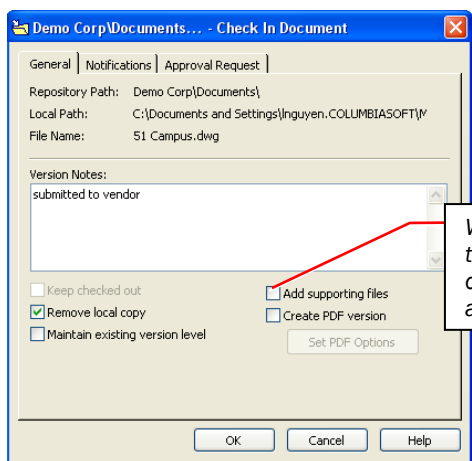 Demo Corp\Documents... - Check In Document
General Notifications Approval Request
Repository Path: Demo Corp\Documents\
Local Path: C:\Documents and Settings\lnguyen.COLUMBIASOFT\M
File Name: 51 Campus.dwg
Version Notes:
submitted to vendor
Keep checked out
Add supporting files
Remove local copy
Create PDF version
Maintain existing version level
Set PDF Options
OK Cancel Help